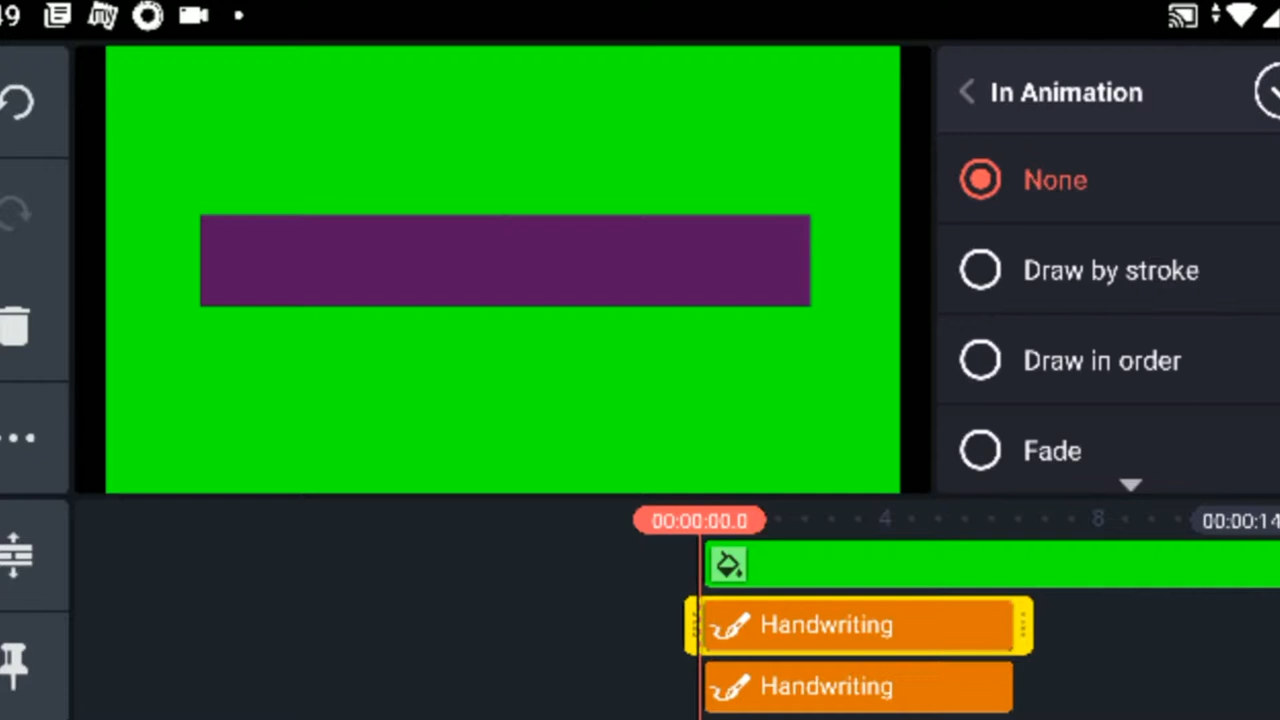 49
In Animation
None
Draw by stroke
Draw in order
Fade
00:00:00.0
4
8
00:00:14
Handwriting
Handwriting